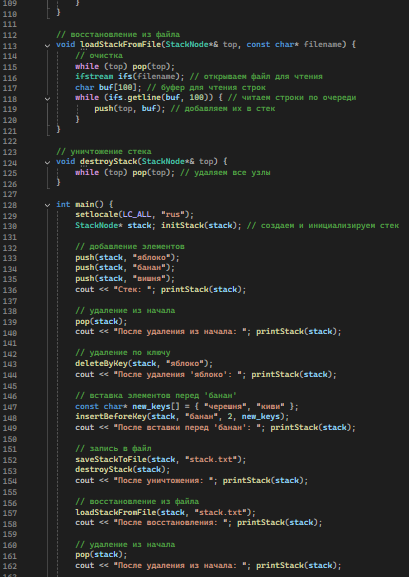 109 }
110 }
111
112 // восстановление из файла
113 void loadStackFromFile(StackNode*& top, const char* filename) {
114 // очистка
115 while (top) pop(top);
116 ifstream ifs(filename); // открываем файл для чтения
117 char buf[100]; // буфер для чтения строк
118 while (ifs.getline(buf, 100)) { // читаем строки по очереди
119 push(top, buf); // добавляем их в стек
120 }
121 }
122
123 // уничтожение стека
124 void destroyStack(StackNode*& top) {
125 while (top) pop(top); // удаляем все узлы
126 }
127
128 int main() {
129 setlocale(LC_ALL, "rus");
130 StackNode* stack; initStack(stack); // создаем и инициализируем стек
131
132 // добавление элементов
133 push(stack, "яблоко");
134 push(stack, "банан");
135 push(stack, "вишня");
136 cout << "Стек: "; printStack(stack);
137
138 // удаление из начала
139 pop(stack);
140 cout << "После удаления из начала: "; printStack(stack);
141
142 // удаление по ключу
143 deleteByKey(stack, "яблоко");
144 cout << "После удаления 'яблоко': "; printStack(stack);
145
146 // вставка элементов перед 'банан'
147 const char* new_keys[] = { "черешня", "киви" };
148 insertBeforeKey(stack, "банан", 2, new_keys);
149 cout << "После вставки перед 'банан': "; printStack(stack);
150
151 // запись в файл
152 saveStackToFile(stack, "stack.txt");
153 destroyStack(stack);
154 cout << "После уничтожения: "; printStack(stack);
155
156 // восстановление из файла
157 loadStackFromFile(stack, "stack.txt");
158 cout << "После восстановления: "; printStack(stack);
159
160 // удаление из начала
161 pop(stack);
162 cout << "После удаления из начала: "; printStack(stack);